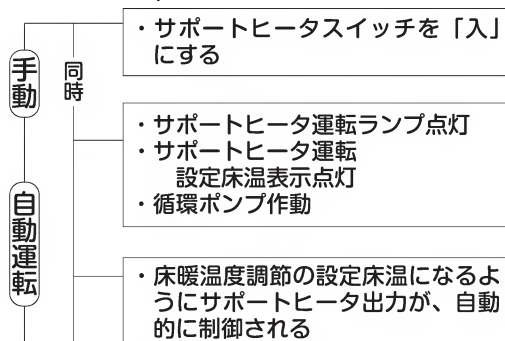 ・サポートヒータスイッチを「入」
にする
手動
同時
・サポートヒータ運転ランプ点灯
・サポートヒータ運転
設定床温表示点灯
・循環ポンプ作動
自動運転
・床暖温度調節の設定床温になるよ
うにサポートヒータ出力が、自動
的に制御される